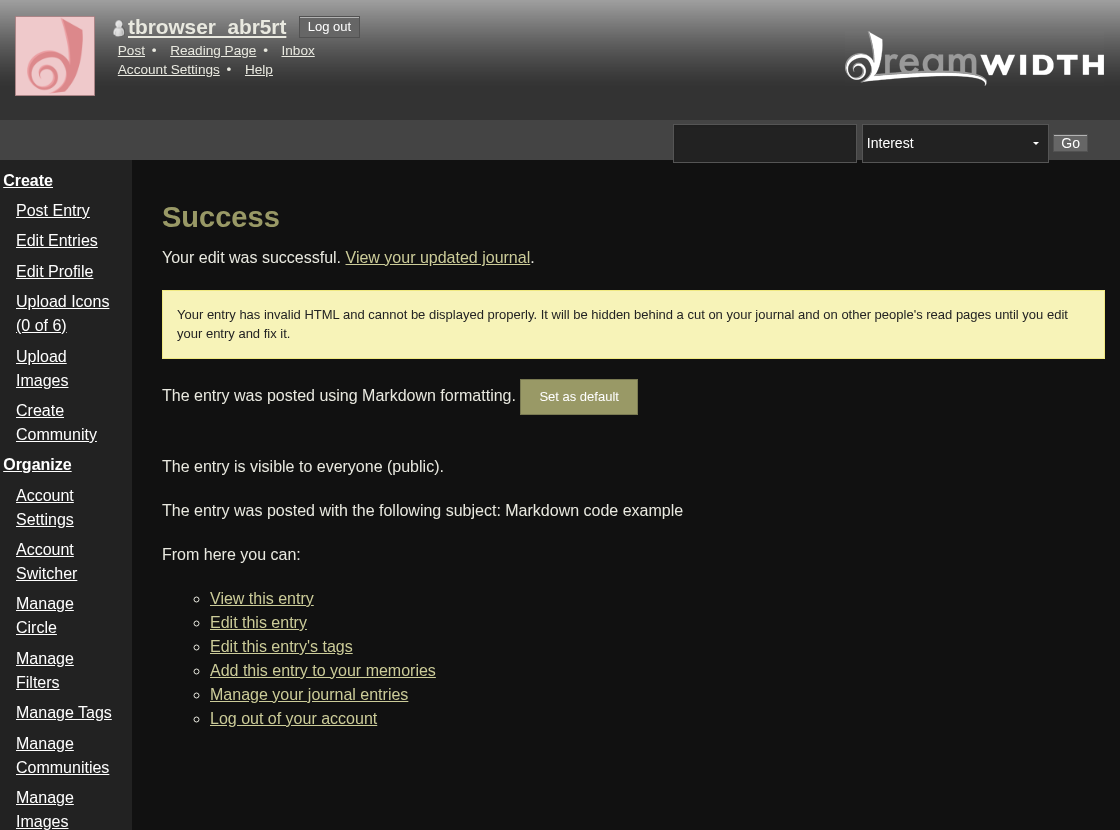 tbrowser_abr5rt Log out
Post • Reading Page • Inbox
Account Settings • Help
dreamWIDTH
Interest Go
Create
Post Entry
Edit Entries
Edit Profile
Upload Icons
(0 of 6)
Upload
Images
Create
Community
Organize
Account
Settings
Account
Switcher
Manage
Circle
Manage
Filters
Manage Tags
Manage
Communities
Manage
Images
Success
Your edit was successful. View your updated journal.
Your entry has invalid HTML and cannot be displayed properly. It will be hidden behind a cut on your journal and on other people's read pages until you edit
your entry and fix it.
The entry was posted using Markdown formatting. Set as default
The entry is visible to everyone (public).
The entry was posted with the following subject: Markdown code example
From here you can:
View this entry
Edit this entry
Edit this entry's tags
Add this entry to your memories
Manage your journal entries
Log out of your account